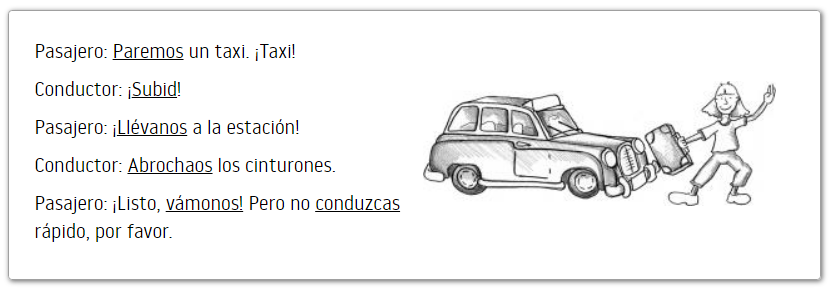 Pasajero: Paremos un taxi. ¡Taxi!
Conductor: ¡Subid!
Pasajero: ¡Llévanos a la estación!
Conductor: Abrochaos los cinturones.
Pasajero: ¡Listo, vámonos! Pero no conduzcas
rápido, por favor.